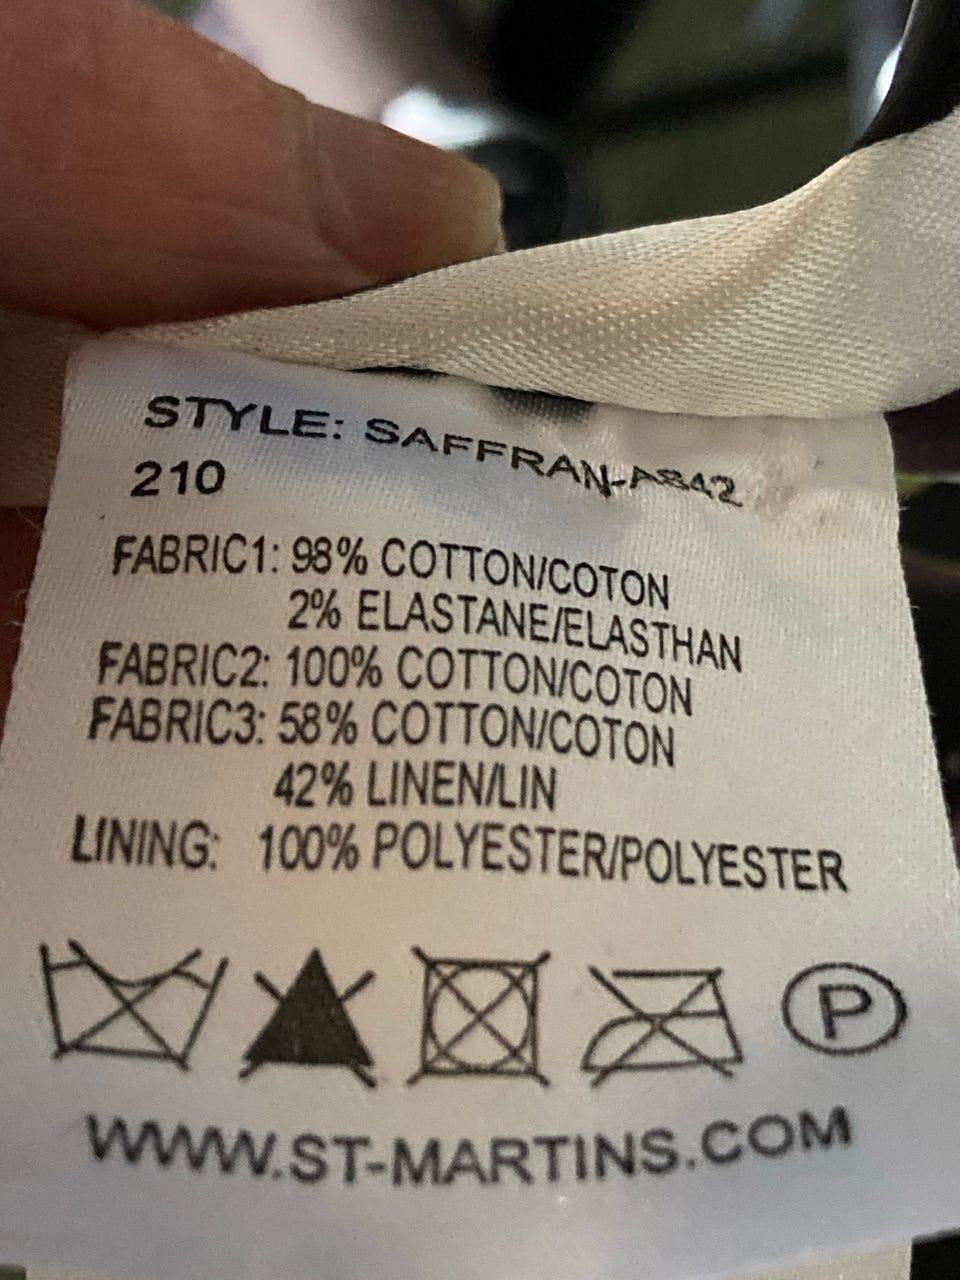 STYLE: SAFFRAN-A842
210
FABRIC1: 98% COTTON/COTON
2% ELASTANE/ELASTHAN
FABRIC2: 100% COTTON/COTON
FABRIC3: 58% COTTON/COTON
42% LINEN/LIN
LINING: 100% POLYESTER/POLYESTER
P
WWW.ST-MARTINS.COM